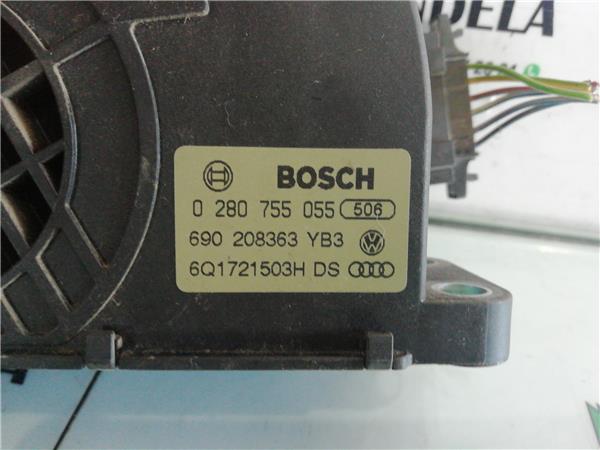 NDELA
BOSCH
0 280 755 055 506
690 208363 YB3
6Q1721503H DS